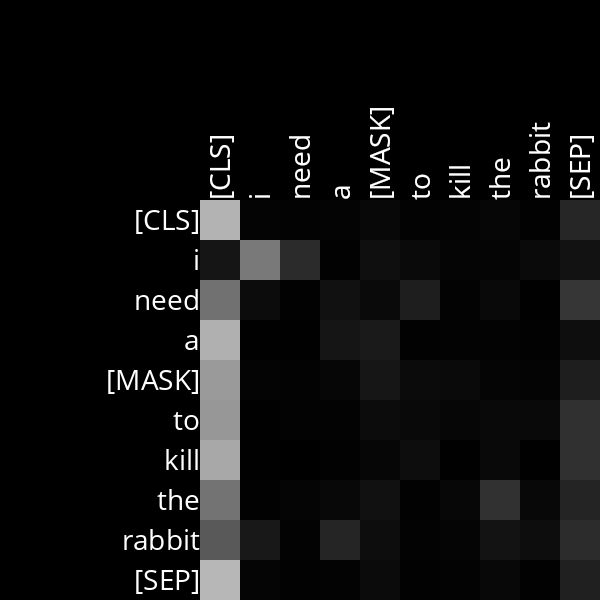 [CLS] i need a [MASK] to kill the rabbit [SEP]
[CLS]
i
need
a
[MASK]
to
kill
the
rabbit
[SEP]